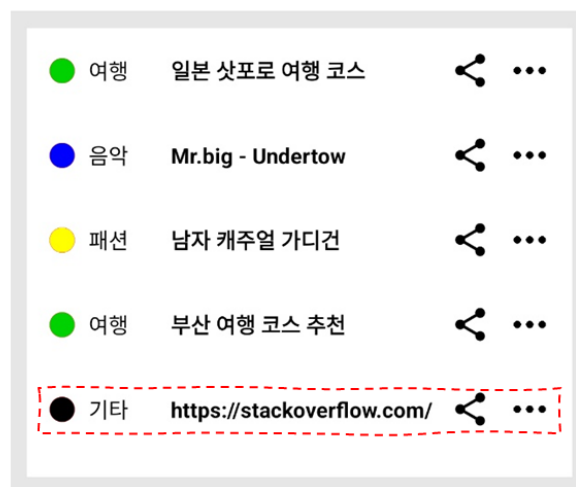 여행 일본 삿포로 여행 코스
음악 Mr.big - Undertow
패션 남자 캐주얼 가디건
여행 부산 여행 코스 추천
기타 https://stackoverflow.com/